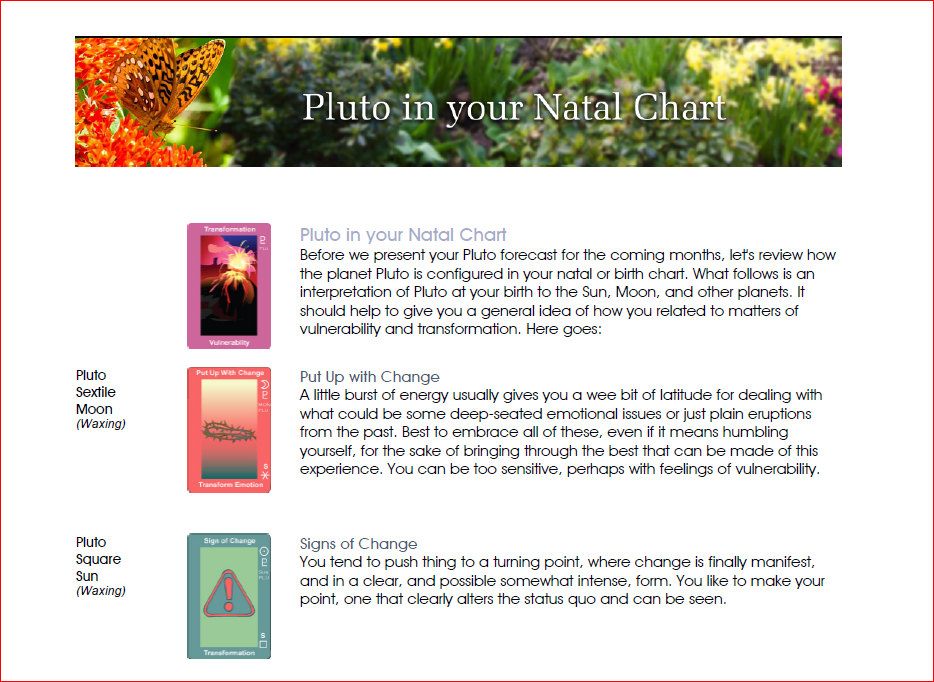 Pluto in your Natal Chart
Transformation
PLU
Vulnerability
Pluto in your Natal Chart
Before we present your Pluto forecast for the coming months, let's review how
the planet Pluto is configured in your natal or birth chart. What follows is an
interpretation of Pluto at your birth to the Sun, Moon, and other planets. It
should help to give you a general idea of how you related to matters of
vulnerability and transformation. Here goes:
Pluto
Sextile
Moon
(Waxing)
Put Up With Change
MON
PLU
S
Transform Emotion
Put Up with Change
A little burst of energy usually gives you a wee bit of latitude for dealing with
what could be some deep-seated emotional issues or just plain eruptions
from the past. Best to embrace all of these, even if it means humbling
yourself, for the sake of bringing through the best that can be made of this
experience. You can be too sensitive, perhaps with feelings of vulnerability.
Pluto
Square
Sun
(Waxing)
Sign of Change
Sun
PLU
S
Transformation
Signs of Change
You tend to push thing to a turning point, where change is finally manifest,
and in a clear, and possible somewhat intense, form. You like to make your
point, one that clearly alters the status quo and can be seen.